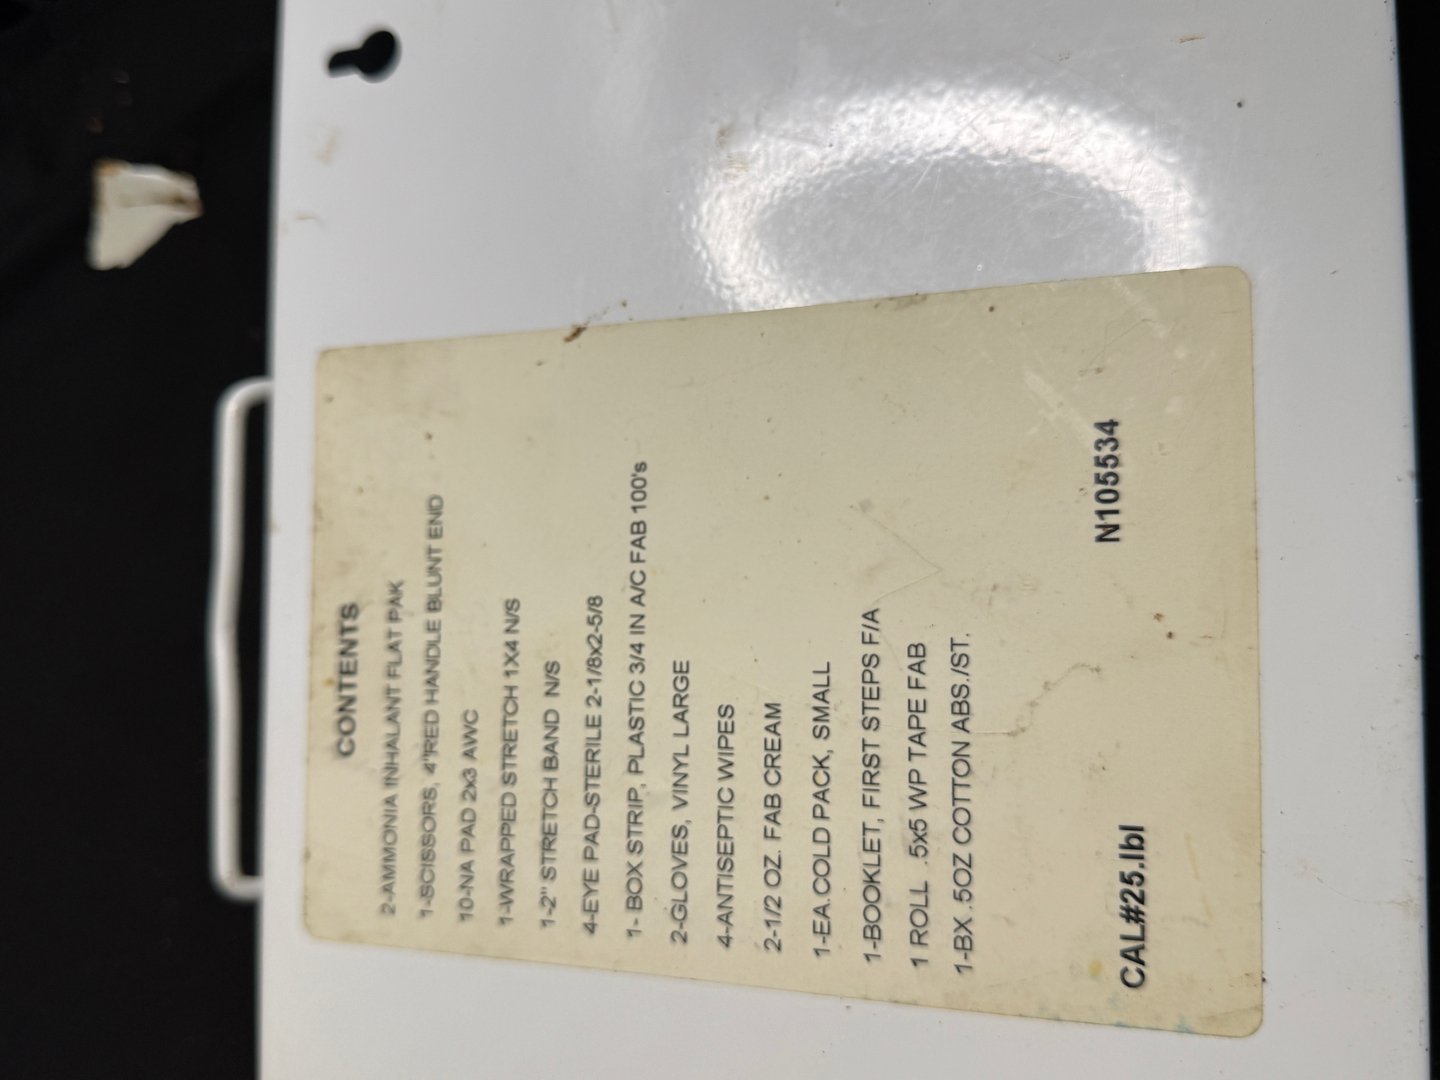 CONTENTS
2-AMMONIA INHALANT FLAT PAK
1-SCISSORS, 4"RED HANDLE BLUNT END
10-NA PAD 2x3 AWC
1-WRAPPED STRETCH 1X4 N/S
1-2" STRETCH BAND N/S
4-EYE PAD-STERILE 2-1/8x2-5/8
1- BOX STRIP, PLASTIC 3/4 IN A/C FAB 100's
2-GLOVES, VINYL LARGE
4-ANTISEPTIC WIPES
2-1/2 OZ. FAB CREAM
1-EA.COLD PACK, SMALL
1-BOOKLET, FIRST STEPS F/A
1 ROLL .5x5 WP TAPE FAB
1-BX .5OZ COTTON ABS./ST.
CAL#25.lbl N105534